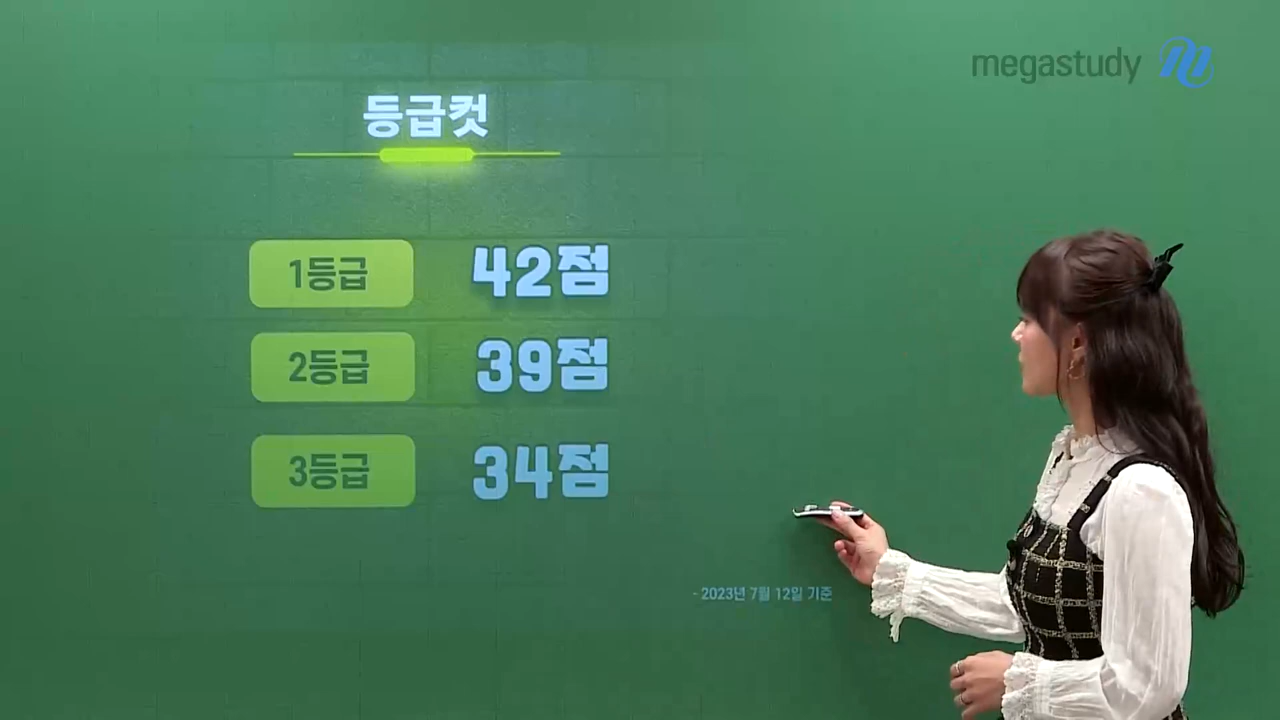 megastudy
등급컷
1등급 42점
2등급 39점
3등급 34점
- 2023년 7월 12일 기준